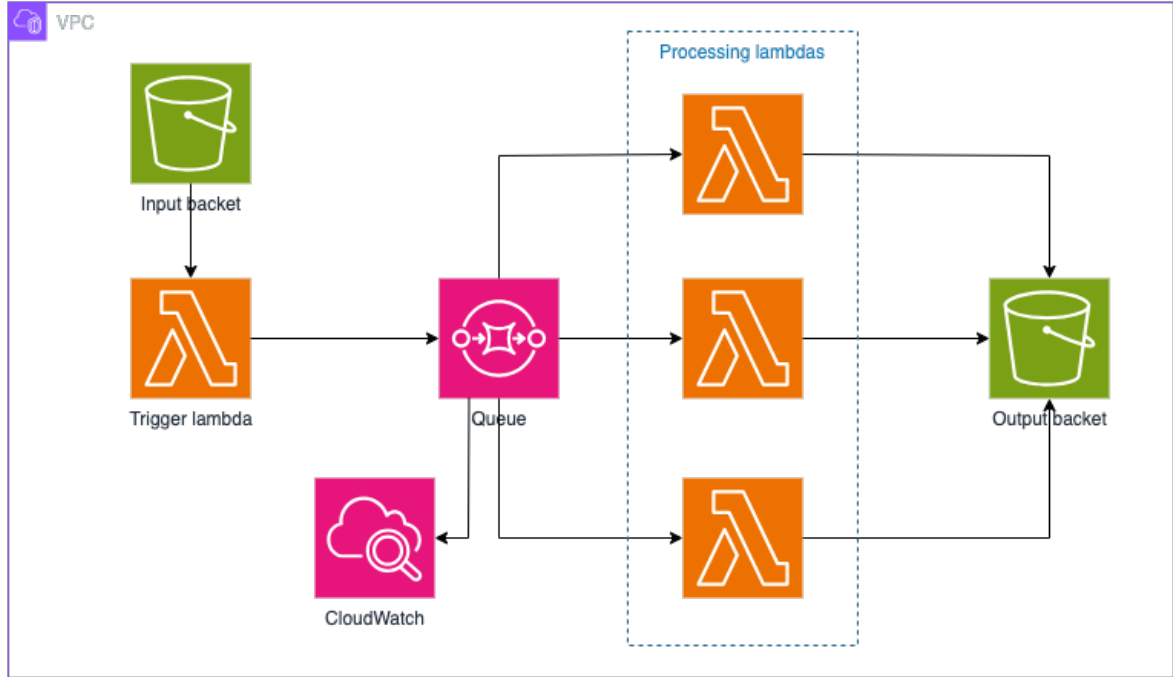 VPC
Processing lambdas
Input backet
Trigger lambda
Queue
Output backet
CloudWatch